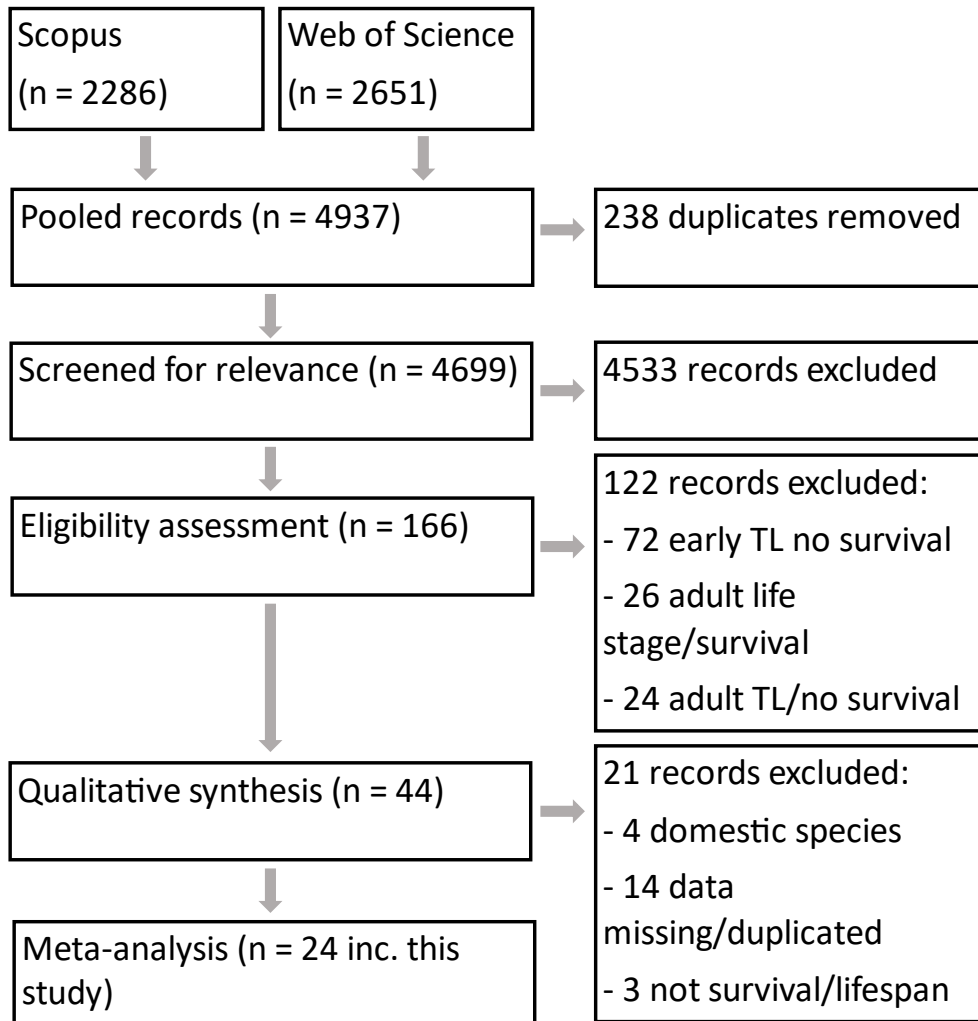 Scopus
(n = 2286)
Web of Science
(n = 2651)
Pooled records (n = 4937)
238 duplicates removed
Screened for relevance (n = 4699)
4533 records excluded
Eligibility assessment (n = 166)
122 records excluded:
- 72 early TL no survival
- 26 adult life
stage/survival
- 24 adult TL/no survival
Qualitative synthesis (n = 44)
21 records excluded:
- 4 domestic species
- 14 data
missing/duplicated
- 3 not survival/lifespan
Meta-analysis (n = 24 inc. this
study)